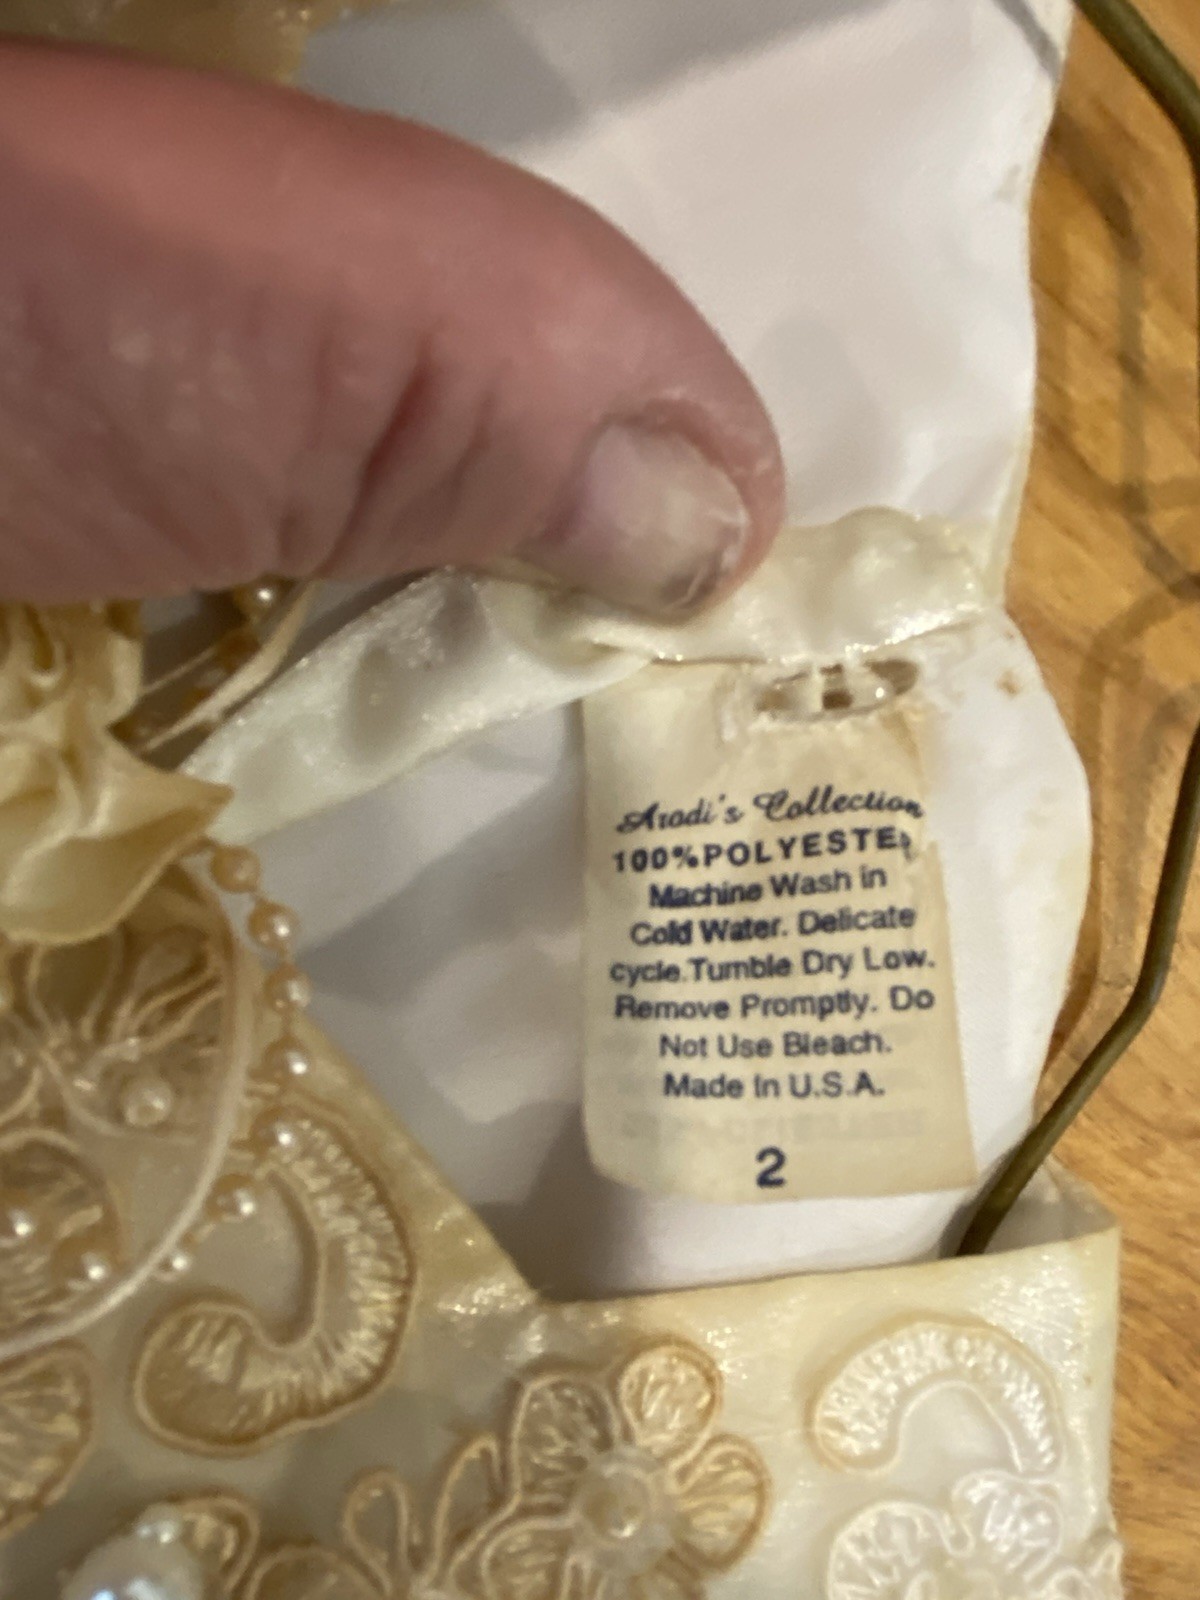 Arodi's Collection
100%POLYESTER
Machine Wash in
Cold Water. Delicate
cycle.Tumble Dry Low.
Remove Promptly. Do
Not Use Bleach.
Made In U.S.A.
2